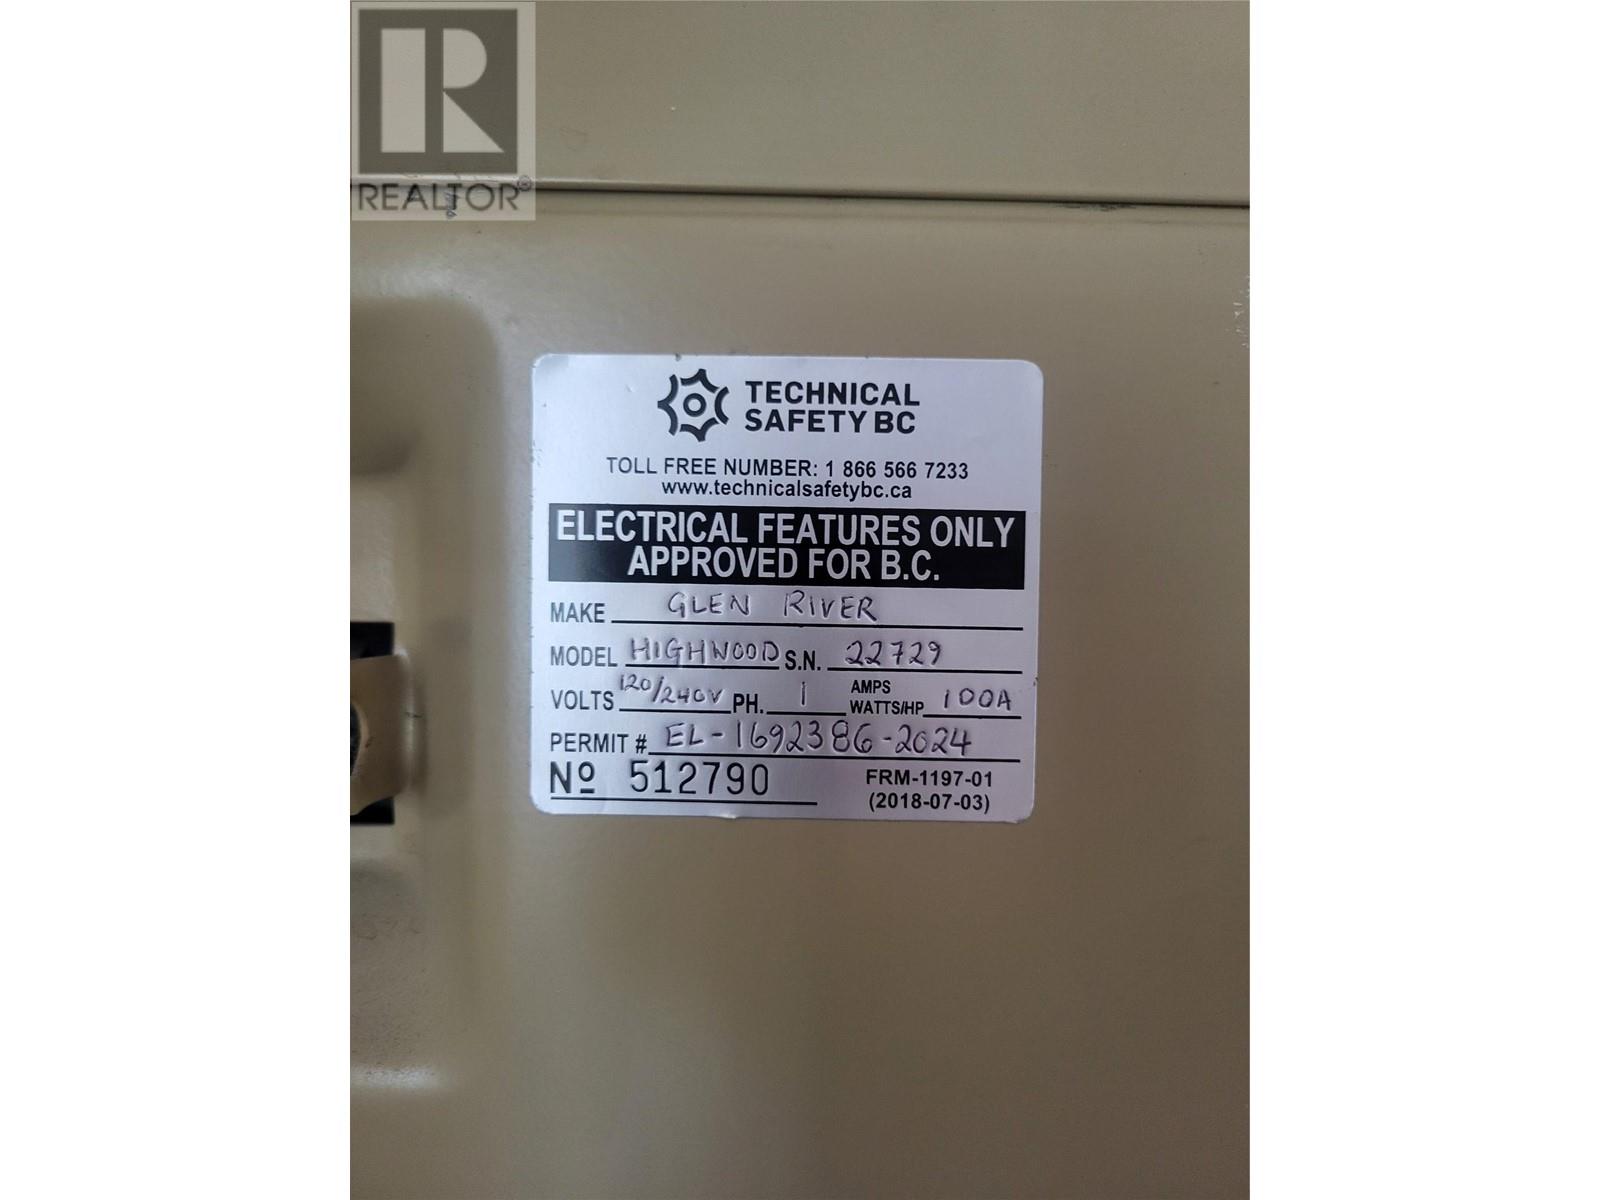 REALTOR®
TECHNICAL
SAFETY BC
TOLL FREE NUMBER: 1 866 566 7233
www.technicalsafetybc.ca
ELECTRICAL FEATURES ONLY
APPROVED FOR B.C.
MAKE GLEN RIVER
MODEL HIGHWOOD S.N. 22729
VOLTS 120/240V PH. 1 AMPS WATTS/HP 100A
PERMIT # EL-1692386-2024
Nº 512790 FRM-1197-01
(2018-07-03)